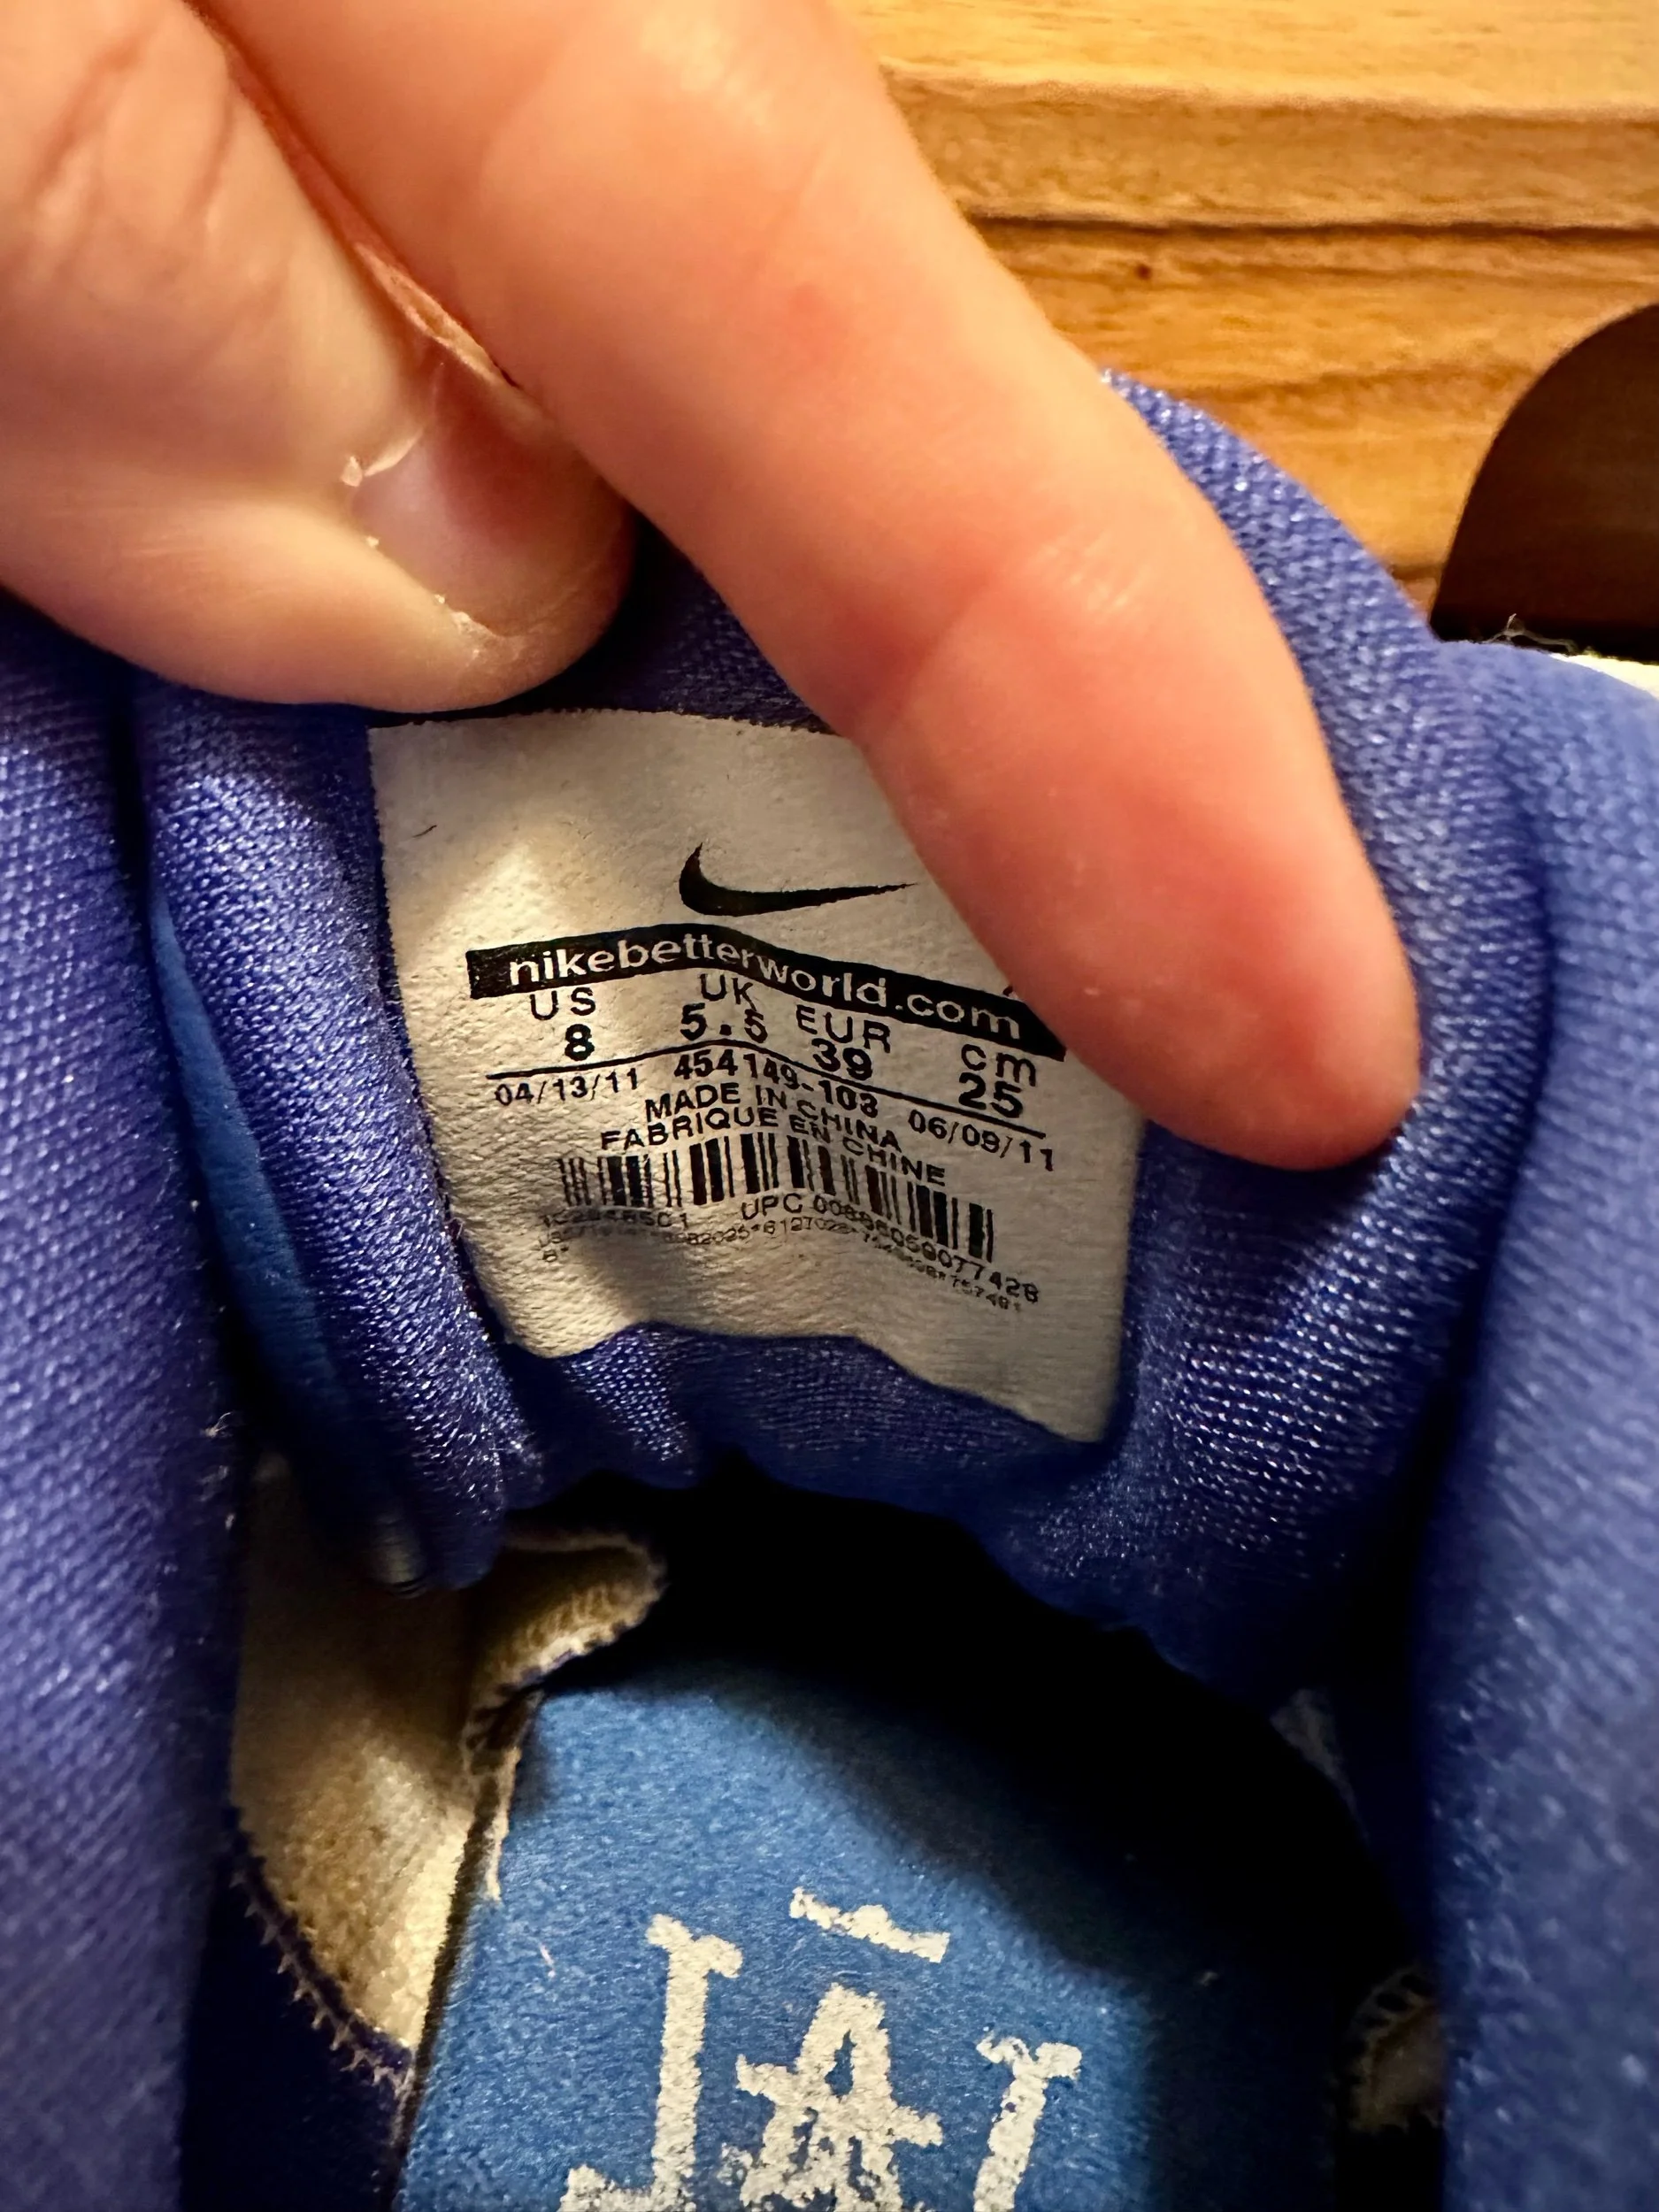 nikebetterworld.com
US UK EUR cm
8 5.5 39 25
04/13/11 454149-103 06/09/11
MADE IN CHINA
FABRIQUE EN CHINE
UPC